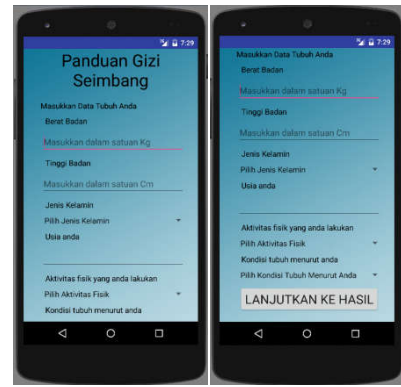 7:29
Panduan Gizi
Seimbang
Masukkan Data Tubuh Anda
Berat Badan
Masukkan dalam satuan Kg
Tinggi Badan
Masukkan dalam satuan Cm
Jenis Kelamin
Pilih Jenis Kelamin
Usia anda
Aktivitas fisik yang anda lakukan
Pilih Aktivitas Fisik
Kondisi tubuh menurut anda
7:29
Masukkan Data Tubuh Anda
Berat Badan
Masukkan dalam satuan Kg
Tinggi Badan
Masukkan dalam satuan Cm
Jenis Kelamin
Pilih Jenis Kelamin
Usia anda
Aktivitas fisik yang anda lakukan
Pilih Aktivitas Fisik
Kondisi tubuh menurut anda
Pilih Kondisi Tubuh Menurut Anda
LANJUTKAN KE HASIL